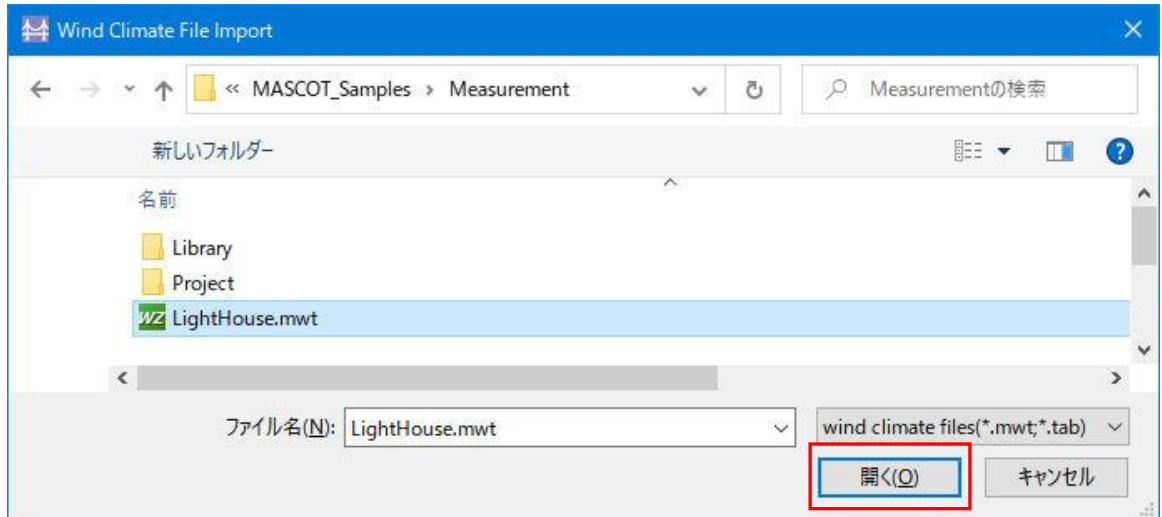 Wind Climate File Import
« MASCOT_Samples › Measurement
Measurementの検索
新しいフォルダー
名前
Library
Project
WZ LightHouse.mwt
ファイル名(N): LightHouse.mwt
wind climate files(*.mwt;*.tab)
開く(O) キャンセル